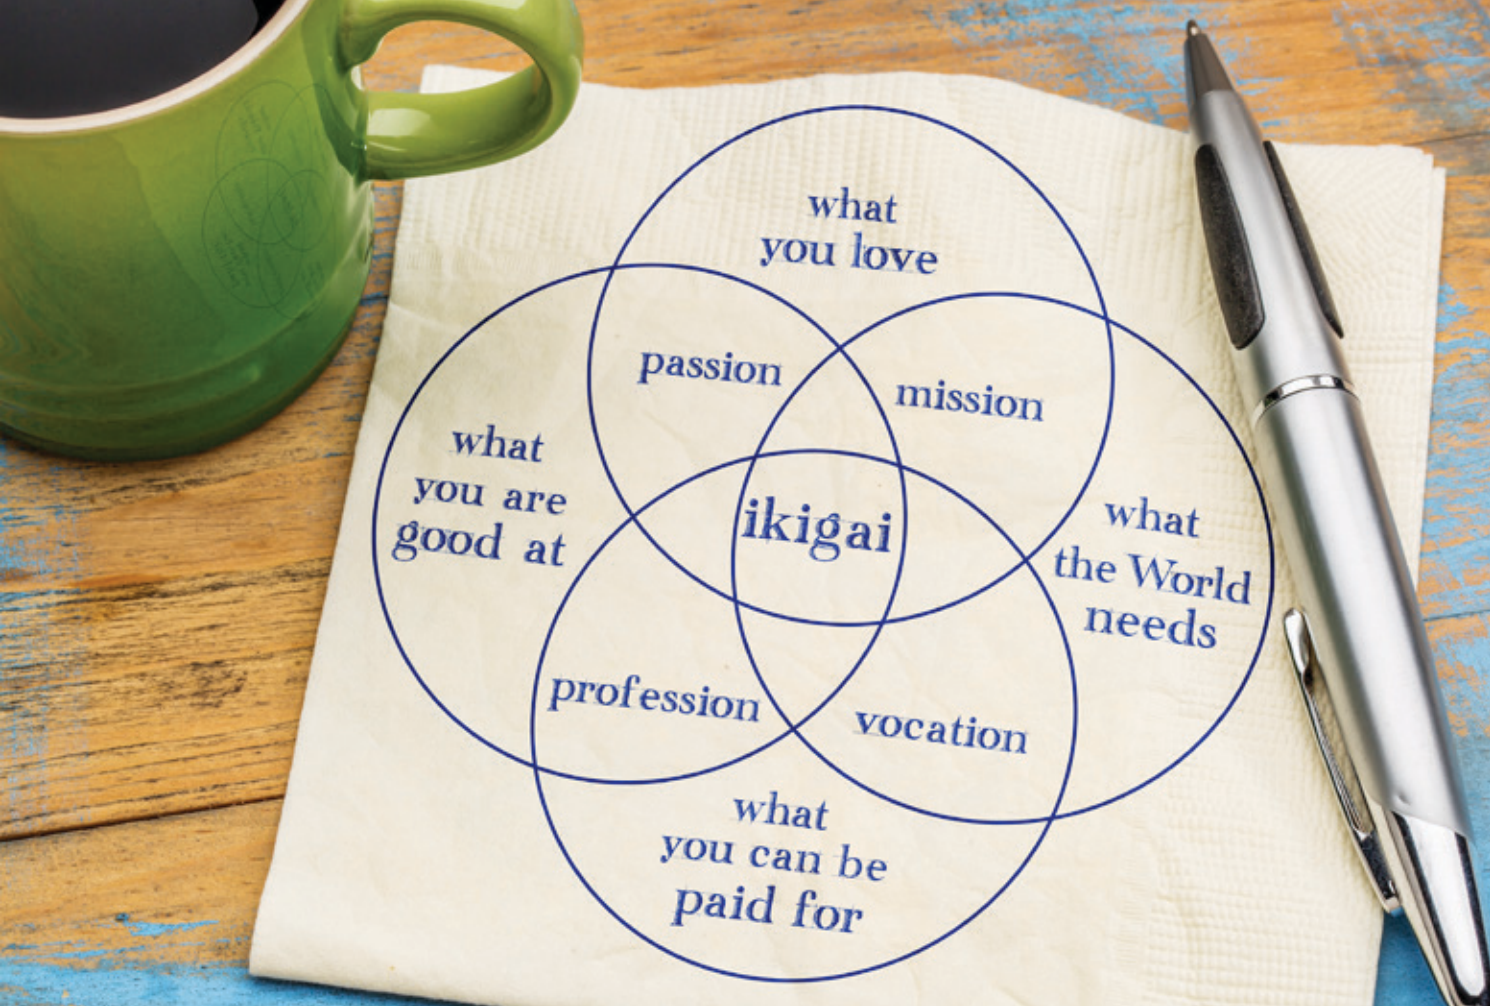 what
you love
passion
mission
what
you are
good at
ikigai
what
the World
needs
profession
vocation
what
you can be
paid for